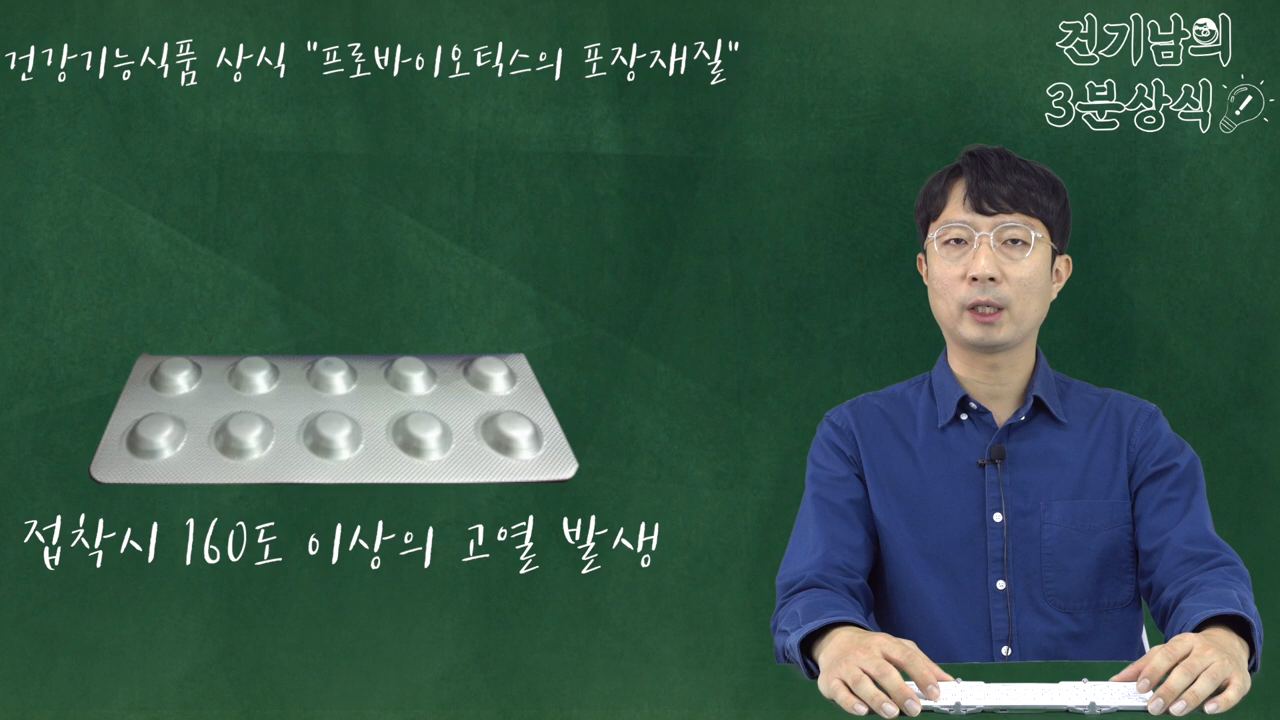 건강기능식품 상식 "프로바이오틱스의 포장재질"
건기남의
3분상식
접착시 160도 이상의 고열 발생